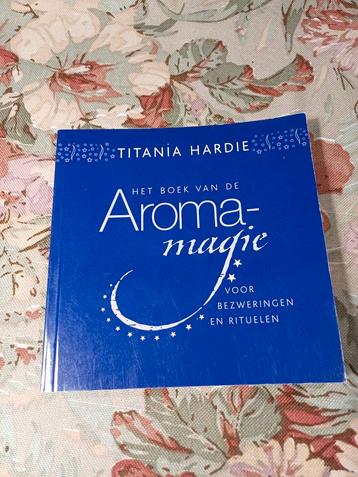 TITANIA HARDIE
HET BOEK VAN DE
Aroma-
magie
VOOR
BEZWERINGEN
EN RITUELEN